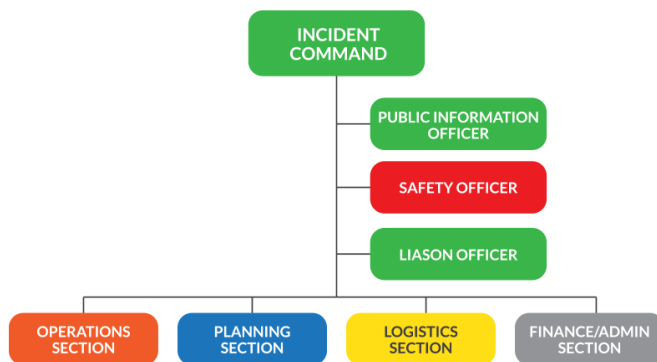 INCIDENT
COMMAND
PUBLIC INFORMATION
OFFICER
SAFETY OFFICER
LIASON OFFICER
OPERATIONS
SECTION
PLANNING
SECTION
LOGISTICS
SECTION
FINANCE/ADMIN
SECTION